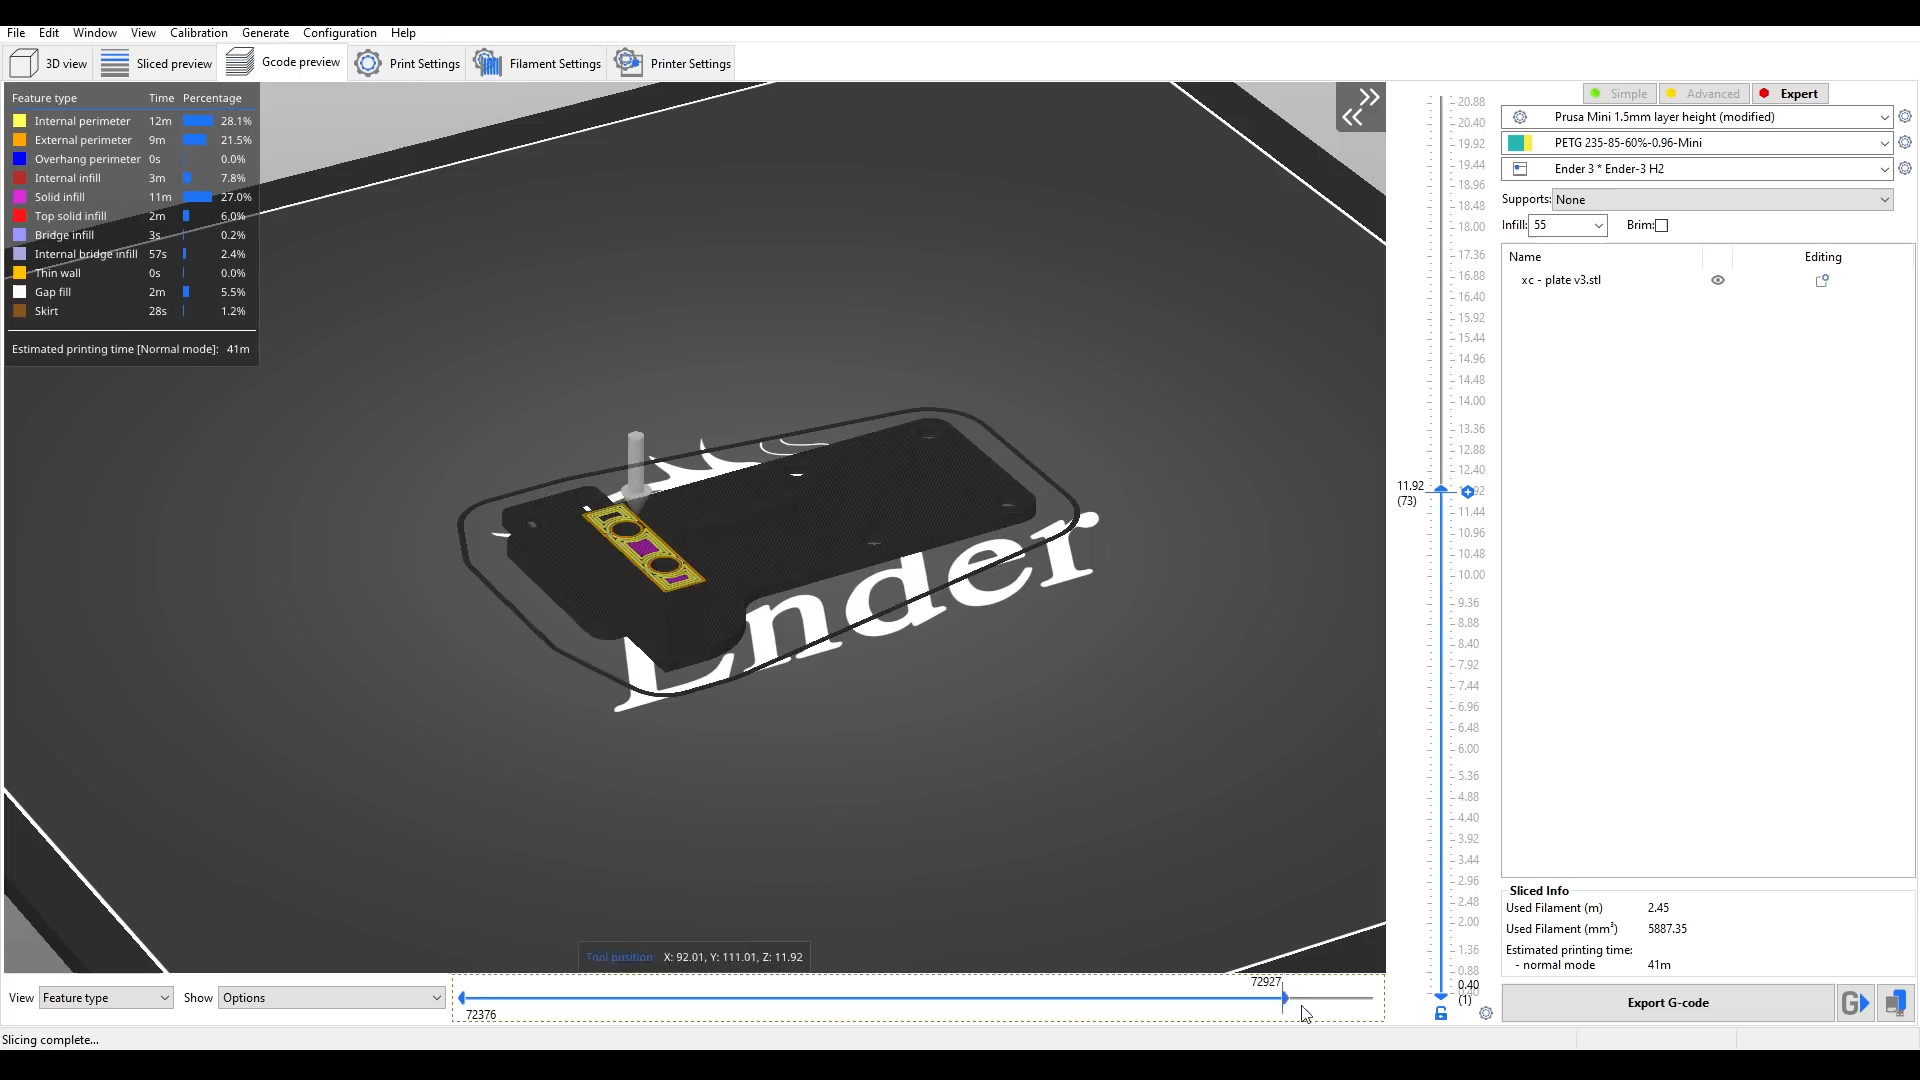 File Edit Window View Calibration Generate Configuration Help
3D view Sliced preview Gcode preview Print Settings Filament Settings Printer Settings
Feature type Time Percentage
Internal perimeter 12m 28.1%
External perimeter 9m 21.5%
Overhang perimeter 0s 0.0%
Internal infill 3m 7.8%
Solid infill 11m 27.0%
Top solid infill 2m 6.0%
Bridge infill 3s 0.2%
Internal bridge infill 57s 2.4%
Thin wall 0s 0.0%
Gap fill 2m 5.5%
Skirt 28s 1.2%
Estimated printing time [Normal mode]: 41m
Ender
Tool position: X: 92.01, Y: 111.01, Z: 11.92
20.88
20.40
19.92
19.44
18.96
18.48
18.00
17.36
16.88
16.40
15.92
15.44
14.96
14.48
14.00
13.36
12.88
12.40
11.92
(73)
11.44
10.96
10.48
10.00
9.36
8.88
8.40
7.92
7.44
6.96
6.48
6.00
5.36
4.88
4.40
3.92
3.44
2.96
2.48
2.00
1.36
0.88
0.40
(1)
Simple Advanced Expert
Prusa Mini 1.5mm layer height (modified)
PETG 235-85-60%-0.96-Mini
Ender 3 * Ender-3 H2
Supports: None
Infill: 55 Brim:
Name Editing
xc - plate v3.stl
Sliced Info
Used Filament (m) 2.45
Used Filament (mm³) 5887.35
Estimated printing time:
- normal mode 41m
Export G-code
View Feature type Show Options
72927
72376
Slicing complete...